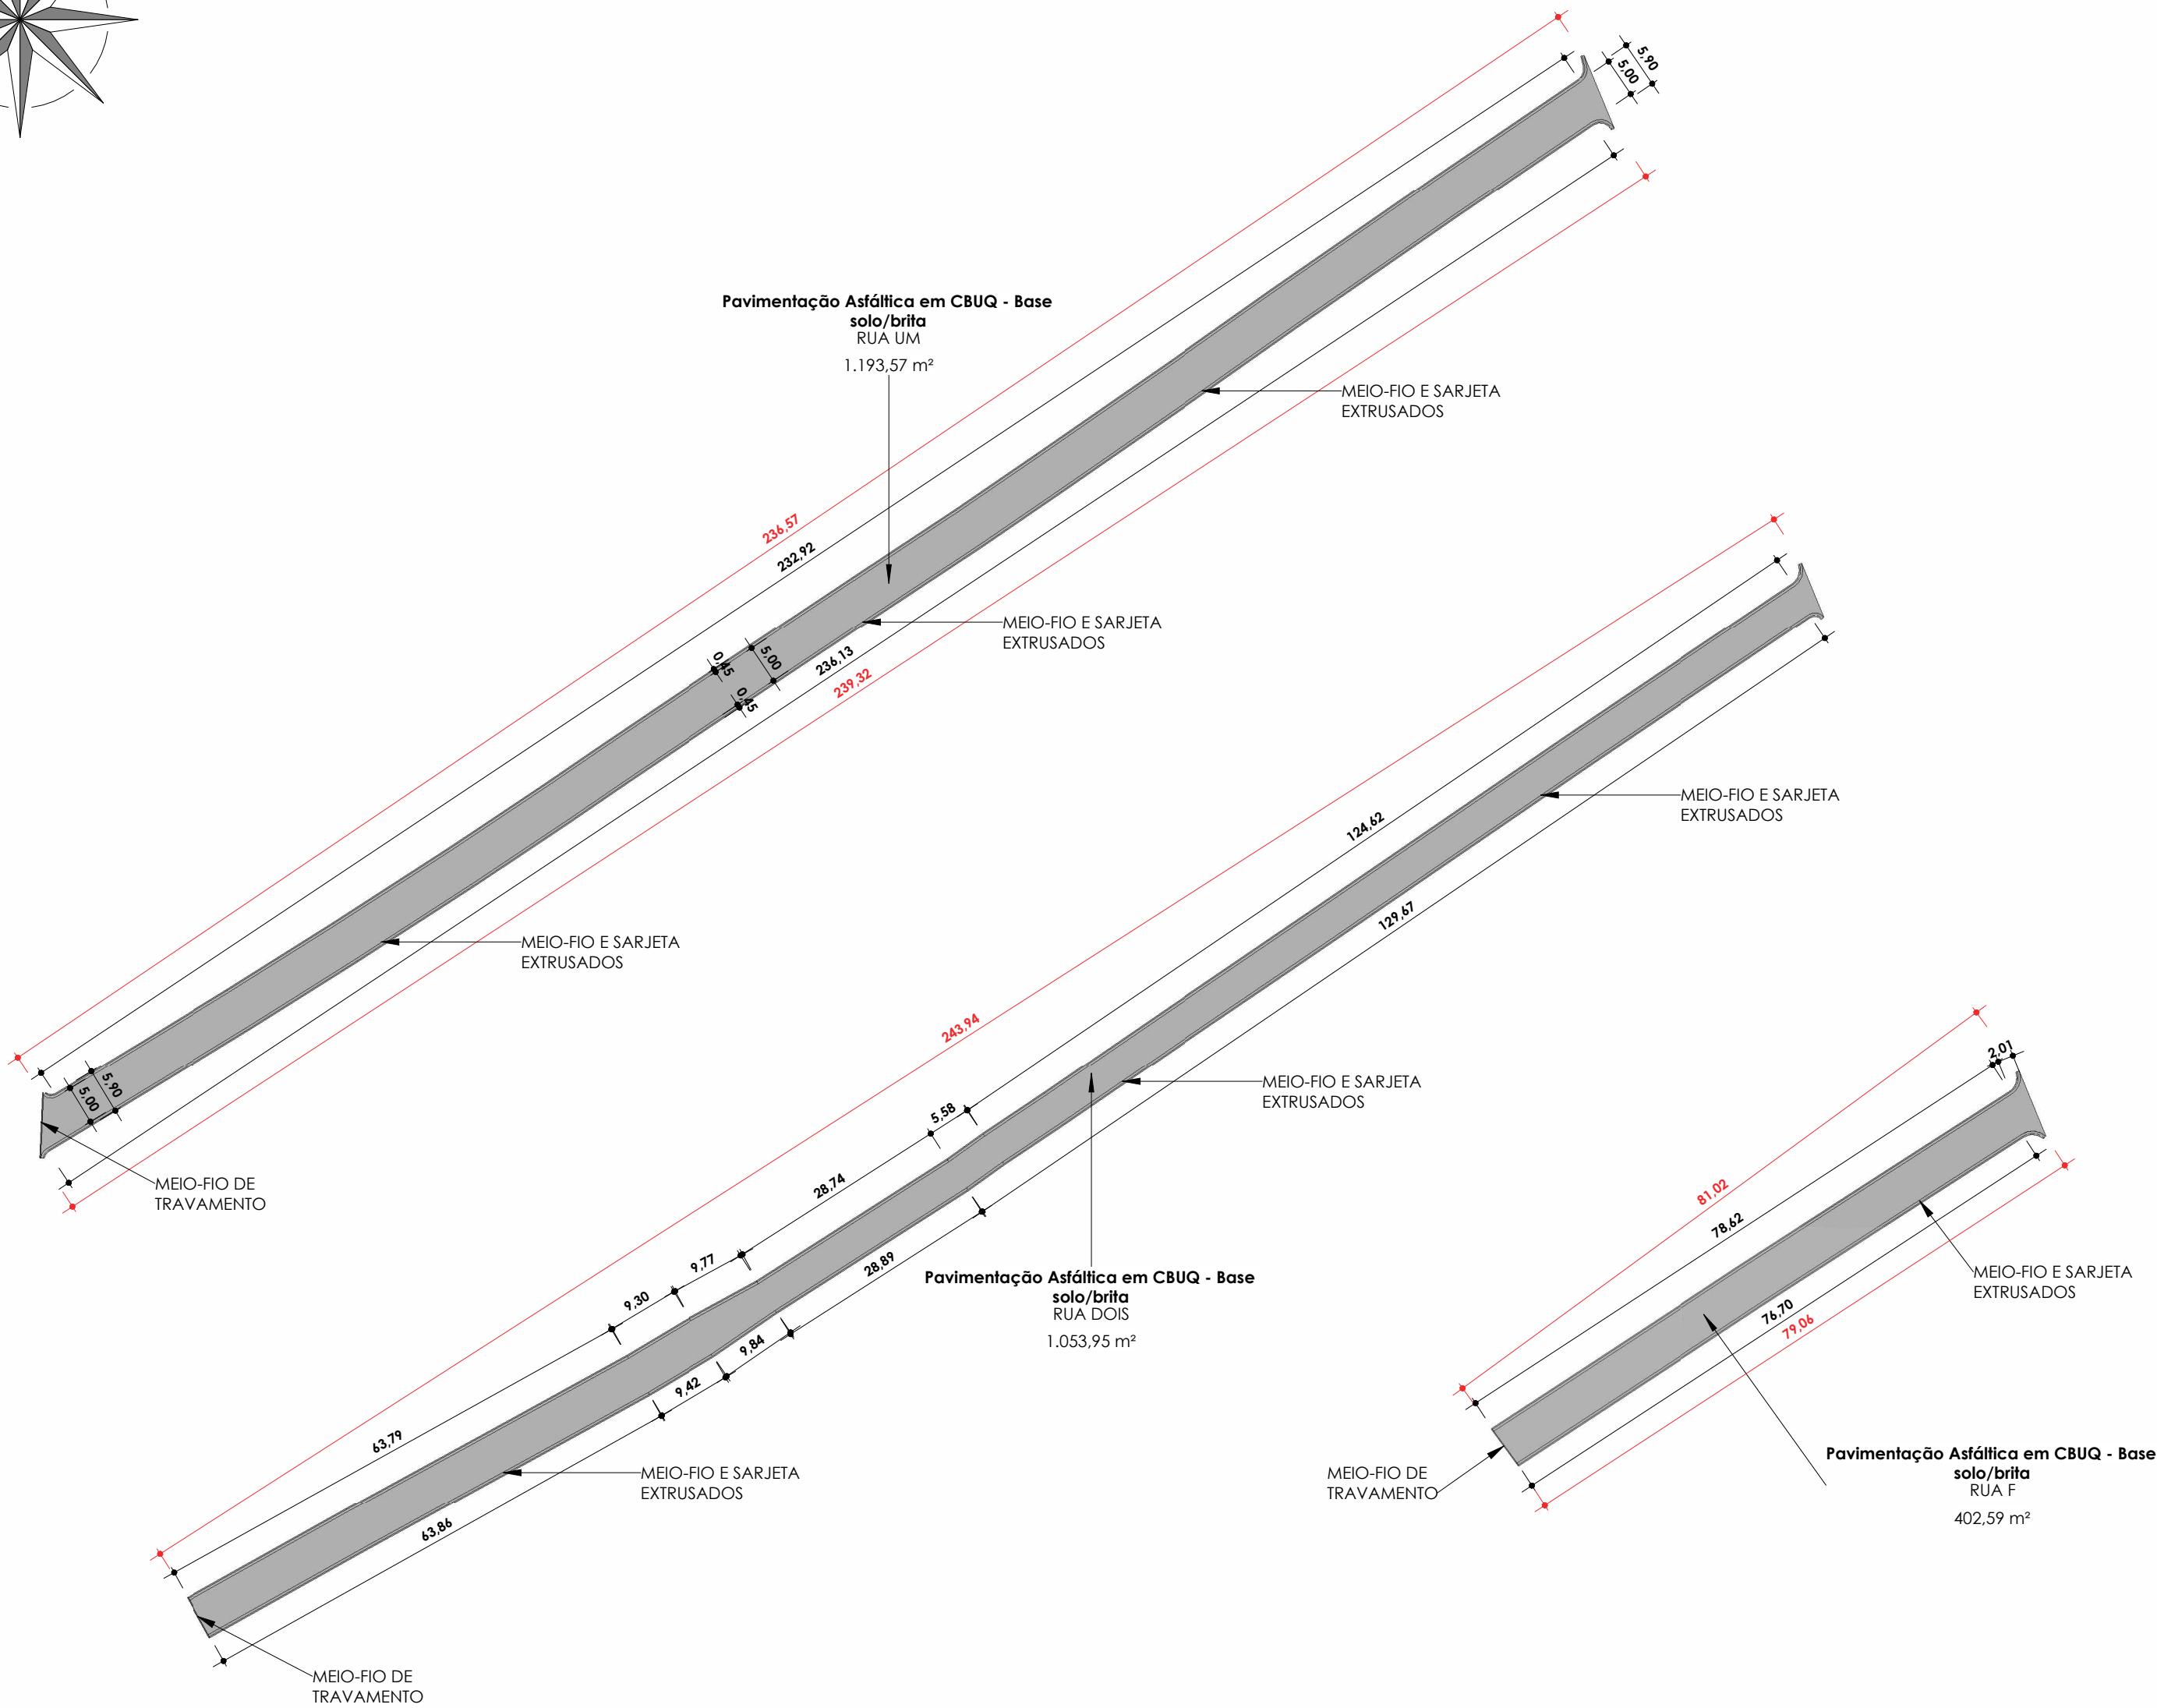 5,90
5,00
Pavimentação Asfáltica em CBUQ - Base
solo/brita
RUA UM
1.193,57 m²
MEIO-FIO E SARJETA
EXTRUSADOS
236,57
232,92
MEIO-FIO E SARJETA
EXTRUSADOS
0,45
5,00
0,45
236,13
239,32
MEIO-FIO E SARJETA
EXTRUSADOS
5,90
5,00
MEIO-FIO DE
TRAVAMENTO
124,62
MEIO-FIO E SARJETA
EXTRUSADOS
129,67
243,94
MEIO-FIO E SARJETA
EXTRUSADOS
5,58
28,74
9,77
9,30
28,89
9,84
9,42
Pavimentação Asfáltica em CBUQ - Base
solo/brita
RUA DOIS
1.053,95 m²
63,79
MEIO-FIO E SARJETA
EXTRUSADOS
63,86
MEIO-FIO DE
TRAVAMENTO
2,01
81,02
78,62
MEIO-FIO E SARJETA
EXTRUSADOS
76,70
79,06
MEIO-FIO DE
TRAVAMENTO
Pavimentação Asfáltica em CBUQ - Base
solo/brita
RUA F
402,59 m²